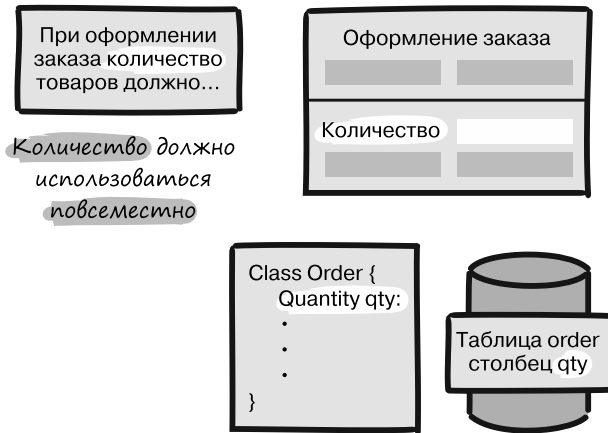 При оформлении
заказа количество
товаров должно...
Количество должно
использоваться
повсеместно
Оформление заказа
Количество
Class Order {
Quantity qty:
.
.
.
}
Таблица order
столбец qty